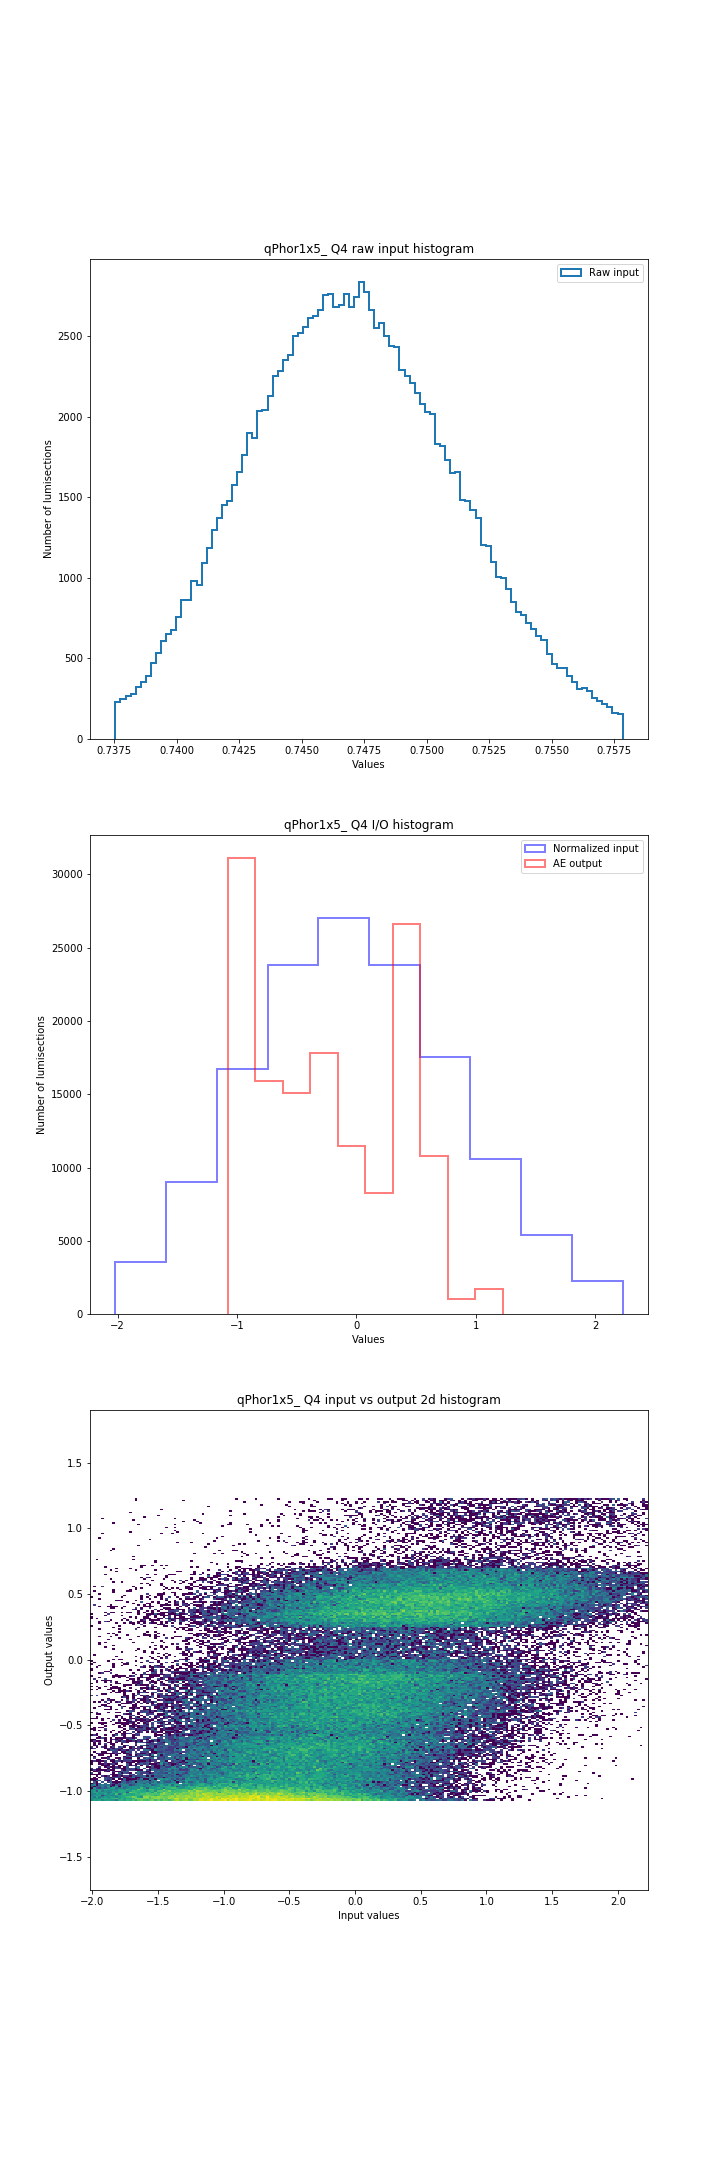 qPhor1x5_ Q4 raw input histogram
Raw input
2500
2000
1500
1000
500
0
Number of lumisections
0.7375 0.7400 0.7425 0.7450 0.7475 0.7500 0.7525 0.7550 0.7575
Values
qPhor1x5_ Q4 I/O histogram
Normalized input
AE output
30000
25000
20000
15000
10000
5000
0
Number of lumisections
−2 −1 0 1 2
Values
qPhor1x5_ Q4 input vs output 2d histogram
1.5
1.0
0.5
0.0
−0.5
−1.0
−1.5
Output values
−2.0 −1.5 −1.0 −0.5 0.0 0.5 1.0 1.5 2.0
Input values